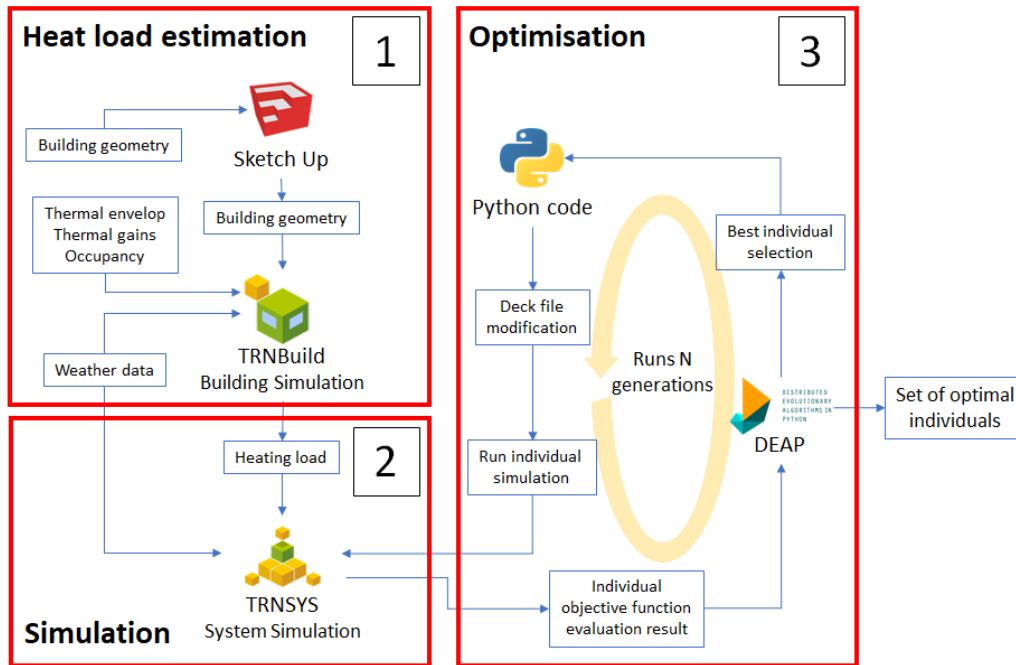 Heat load estimation
1
Building geometry
Sketch Up
Building geometry
Thermal envelop
Thermal gains
Occupancy
TRNBuild
Building Simulation
Weather data
Heating load
2
TRNSYS
System Simulation
Simulation
Optimisation
3
Python code
Best individual
selection
Deck file
modification
Runs N
generations
DISTRIBUTED
EVOLUTIONARY
ALGORITHMS IN
PYTHON
DEAP
Set of optimal
individuals
Run individual
simulation
Individual
objective function
evaluation result